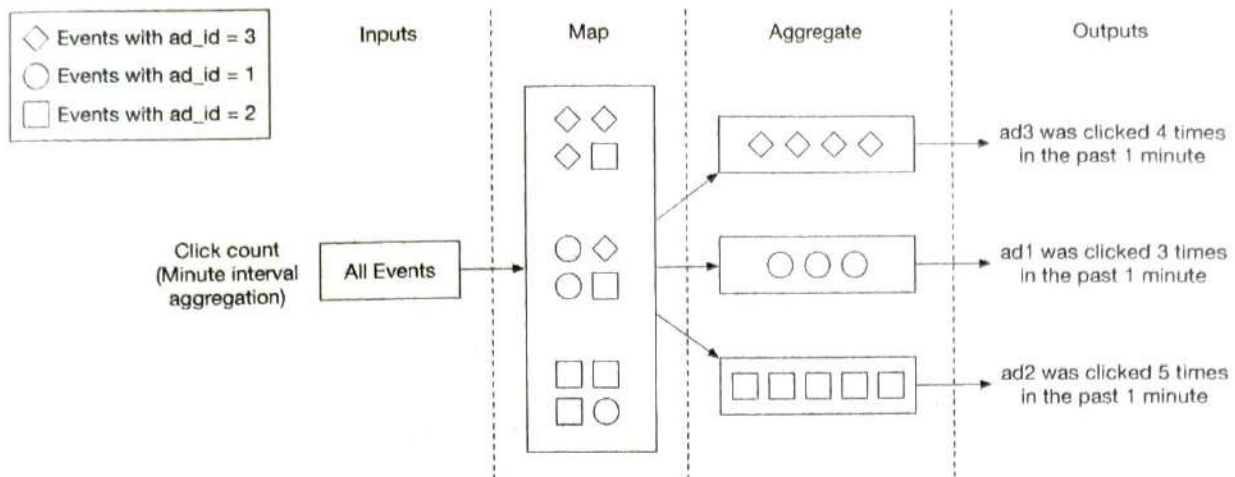 Events with ad_id = 3
Events with ad_id = 1
Events with ad_id = 2
Inputs
Map
Aggregate
Outputs
Click count
(Minute interval
aggregation)
All Events
ad3 was clicked 4 times
in the past 1 minute
ad1 was clicked 3 times
in the past 1 minute
ad2 was clicked 5 times
in the past 1 minute